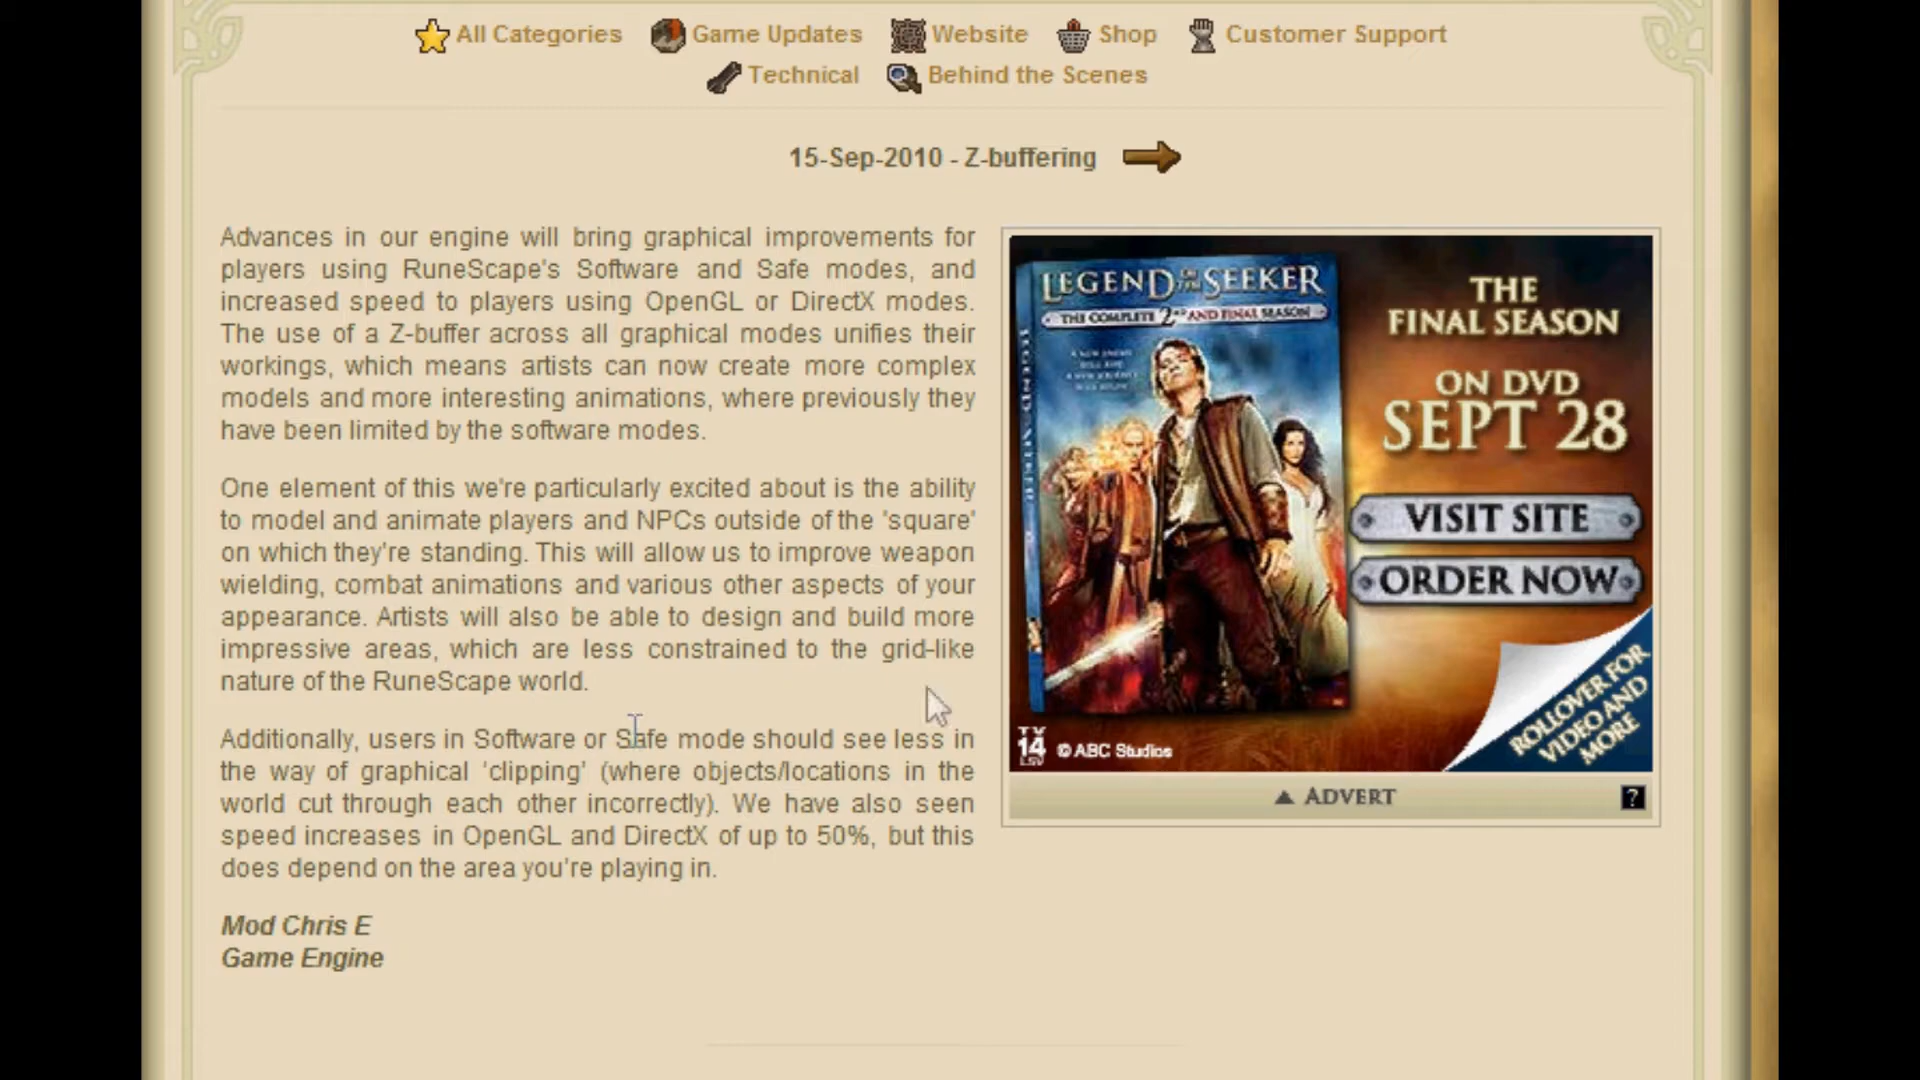 All Categories Game Updates Website Shop Customer Support
Technical Behind the Scenes
15-Sep-2010 - Z-buffering
Advances in our engine will bring graphical improvements for
players using RuneScape's Software and Safe modes, and
increased speed to players using OpenGL or DirectX modes.
The use of a Z-buffer across all graphical modes unifies their
workings, which means artists can now create more complex
models and more interesting animations, where previously they
have been limited by the software modes.
One element of this we're particularly excited about is the ability
to model and animate players and NPCs outside of the 'square'
on which they're standing. This will allow us to improve weapon
wielding, combat animations and various other aspects of your
appearance. Artists will also be able to design and build more
impressive areas, which are less constrained to the grid-like
nature of the RuneScape world.
Additionally, users in Software or Safe mode should see less in
the way of graphical 'clipping' (where objects/locations in the
world cut through each other incorrectly). We have also seen
speed increases in OpenGL and DirectX of up to 50%, but this
does depend on the area you're playing in.
Mod Chris E
Game Engine
LEGEND OF THE SEEKER
THE COMPLETE 2ND AND FINAL SEASON
THE
FINAL SEASON
ON DVD
SEPT 28
VISIT SITE
ORDER NOW
ROLLOVER FOR
VIDEO AND
MORE
TV
14
LSV
© ABC Studios
ADVERT
?